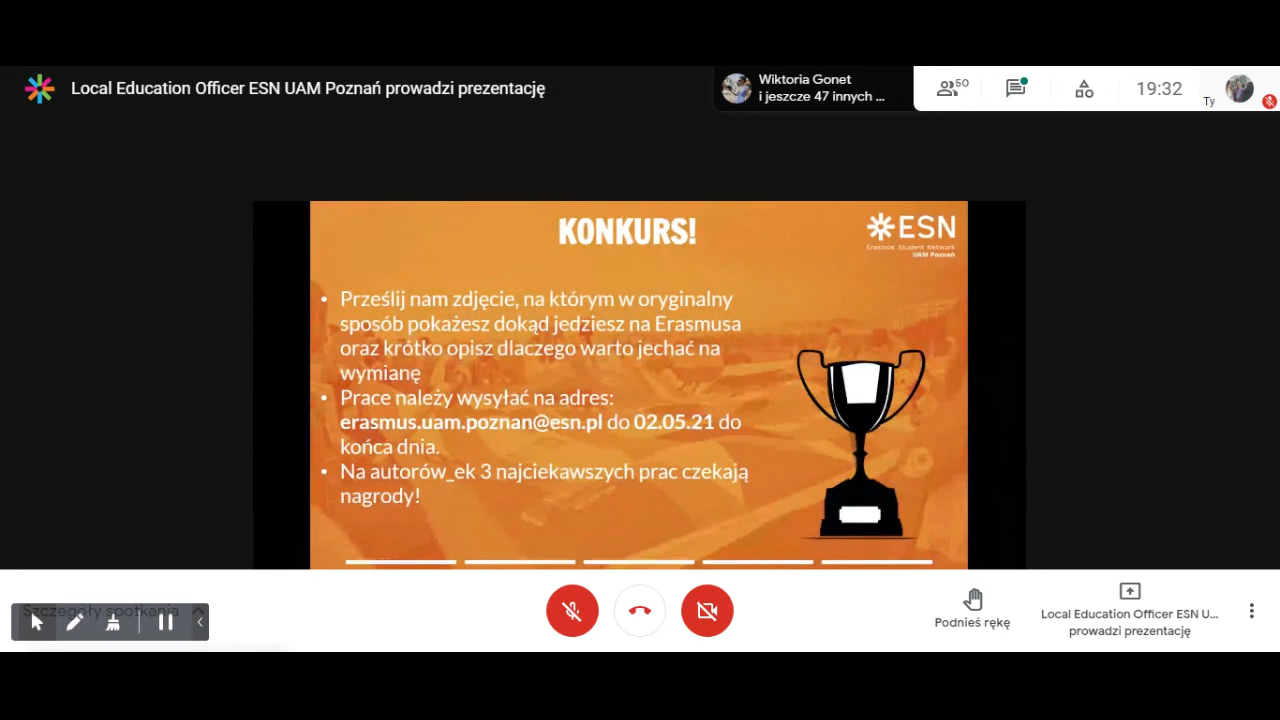 Local Education Officer ESN UAM Poznań prowadzi prezentację
Wiktoria Gonet
i jeszcze 47 innych ...
50
19:32
Ty
KONKURS!
ESN
Erasmus Student Network
UAM Poznań
• Prześlij nam zdjęcie, na którym w oryginalny
sposób pokażesz dokąd jedziesz na Erasmusa
oraz krótko opisz dlaczego warto jechać na
wymianę
• Prace należy wysyłać na adres:
erasmus.uam.poznan@esn.pl do 02.05.21 do
końca dnia.
• Na autorów_ek 3 najciekawszych prac czekają
nagrody!
Szczegóły spotkania
Podnieś rękę
Local Education Officer ESN U...
prowadzi prezentację